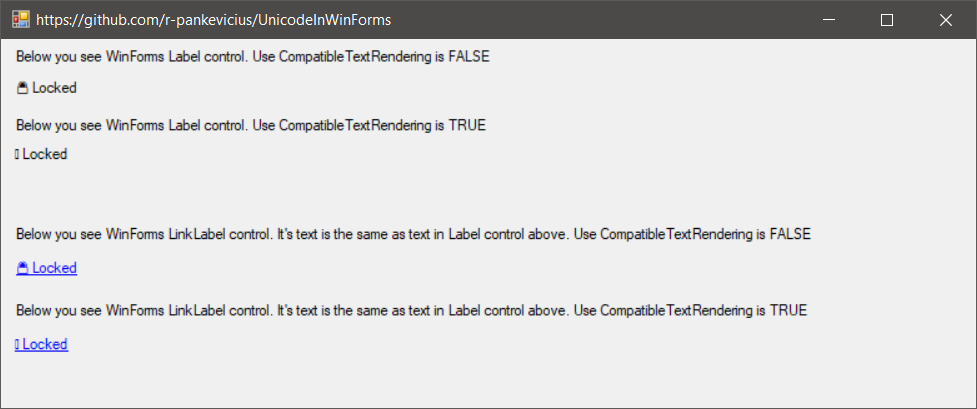 https://github.com/r-pankevicius/UnicodeInWinForms
Below you see WinForms Label control. Use CompatibleTextRendering is FALSE
🔒 Locked
Below you see WinForms Label control. Use CompatibleTextRendering is TRUE
▯ Locked
Below you see WinForms LinkLabel control. It's text is the same as text in Label control above. Use CompatibleTextRendering is FALSE
🔒 Locked
Below you see WinForms LinkLabel control. It's text is the same as text in Label control above. Use CompatibleTextRendering is TRUE
▯ Locked